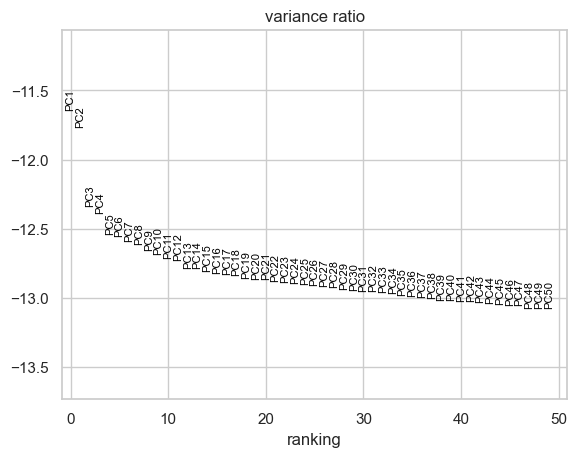 variance ratio
−11.5
−12.0
−12.5
−13.0
−13.5
PC1
PC2
PC3
PC4
PC5
PC6
PC7
PC8
PC9
PC10
PC11
PC12
PC13
PC14
PC15
PC16
PC17
PC18
PC19
PC20
PC21
PC22
PC23
PC24
PC25
PC26
PC27
PC28
PC29
PC30
PC31
PC32
PC33
PC34
PC35
PC36
PC37
PC38
PC39
PC40
PC41
PC42
PC43
PC44
PC45
PC46
PC47
PC48
PC49
PC50
0 10 20 30 40 50
ranking